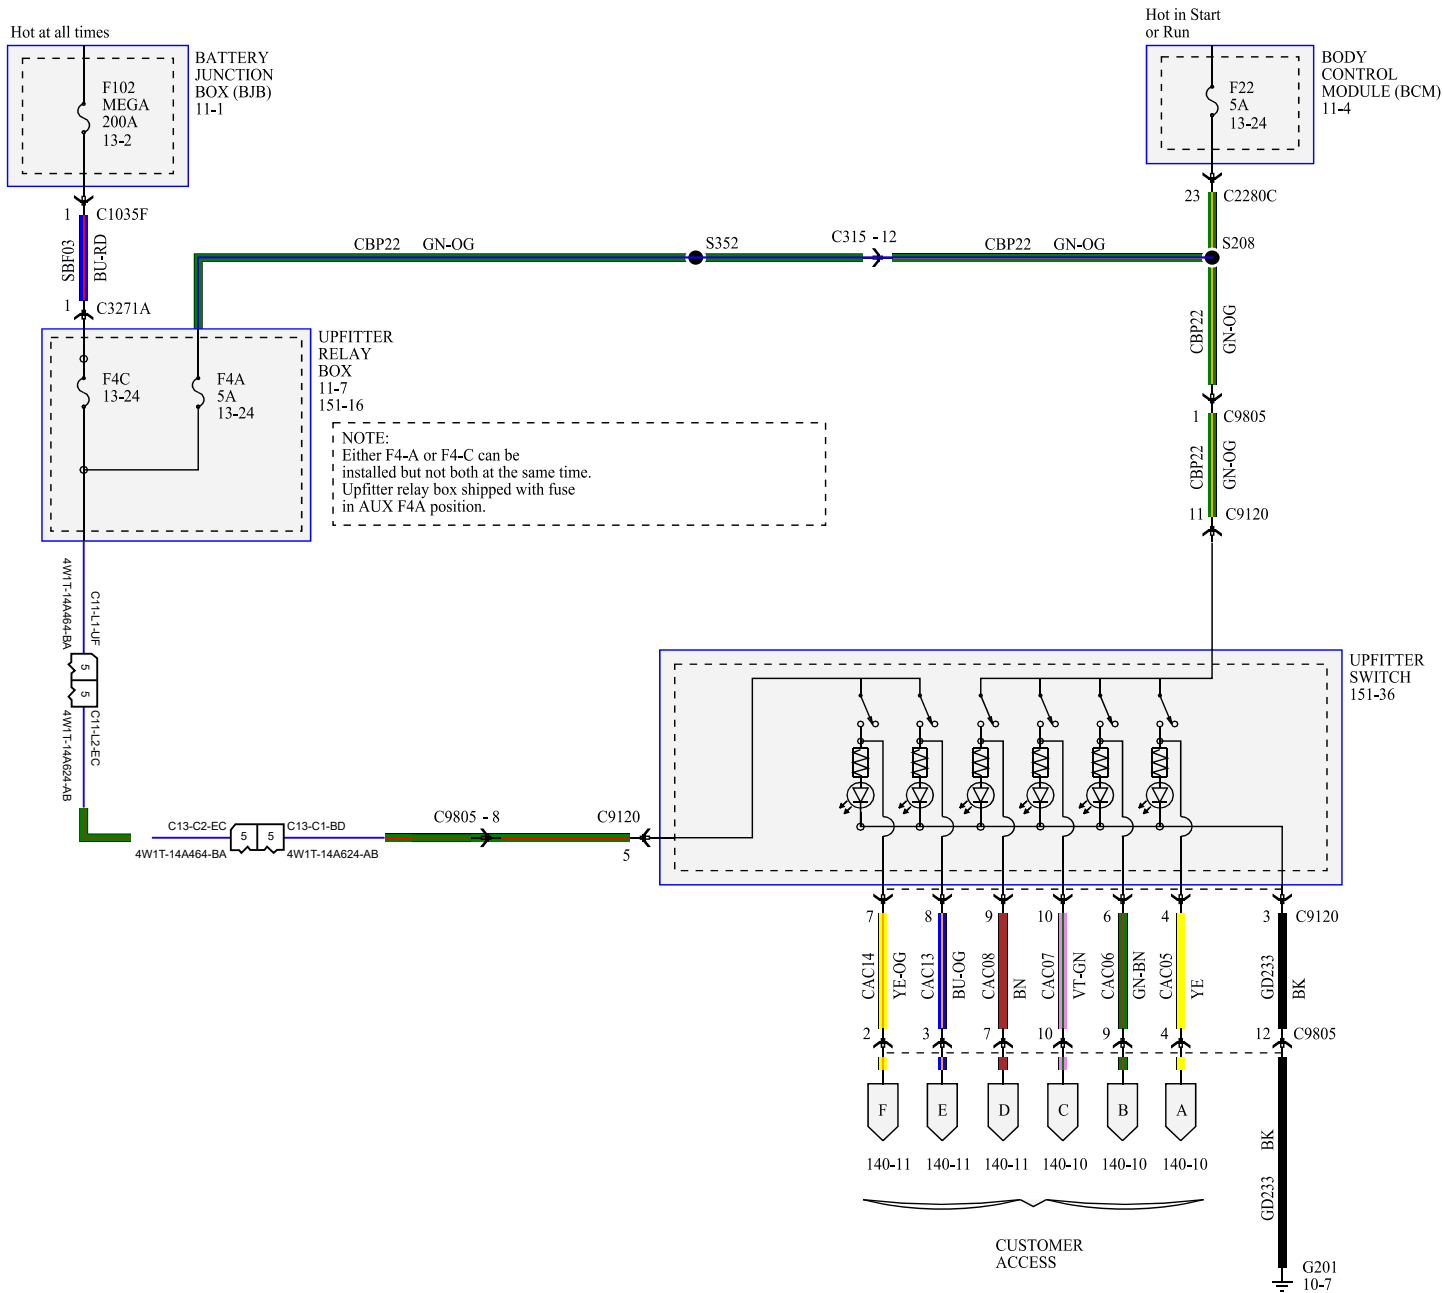 Hot at all times
F102
MEGA
200A
13-2
BATTERY
JUNCTION
BOX (BJB)
11-1
Hot in Start
or Run
F22
5A
13-24
BODY
CONTROL
MODULE (BCM)
11-4
1 C1035F
SBF03
BU-RD
1 C3271A
CBP22 GN-OG
S352
C315 - 12
CBP22 GN-OG
23 C2280C
S208
CBP22
GN-OG
1 C9805
CBP22
GN-OG
11 C9120
F4C
13-24
F4A
5A
13-24
UPFITTER
RELAY
BOX
11-7
151-16
NOTE:
Either F4-A or F4-C can be
installed but not both at the same time.
Upfitter relay box shipped with fuse
in AUX F4A position.
4W1T-14A464-BA
C11-L1-UF
5
5
4W1T-14A624-AB
C11-L2-EC
C13-C2-EC
4W1T-14A464-BA
5 5
C13-C1-BD
4W1T-14A624-AB
C9805 - 8
C9120
5
UPFITTER
SWITCH
151-36
7 8 9 10 6 4 3 C9120
CAC14
YE-OG
CAC13
BU-OG
CAC08
BN
CAC07
VT-GN
CAC06
GN-BN
CAC05
YE
GD233
BK
2 3 7 10 9 4 12 C9805
F E D C B A
140-11 140-11 140-11 140-10 140-10 140-10
GD233
BK
CUSTOMER
ACCESS
G201
10-7